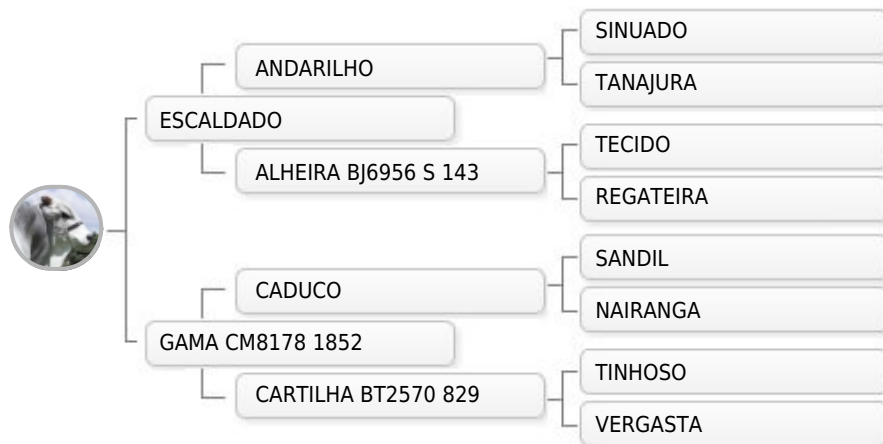 SINUADO
ANDARILHO
TANAJURA
ESCALDADO
TECIDO
ALHEIRA BJ6956 S 143
REGATEIRA
SANDIL
CADUCO
NAIRANGA
GAMA CM8178 1852
TINHOSO
CARTILHA BT2570 829
VERGASTA